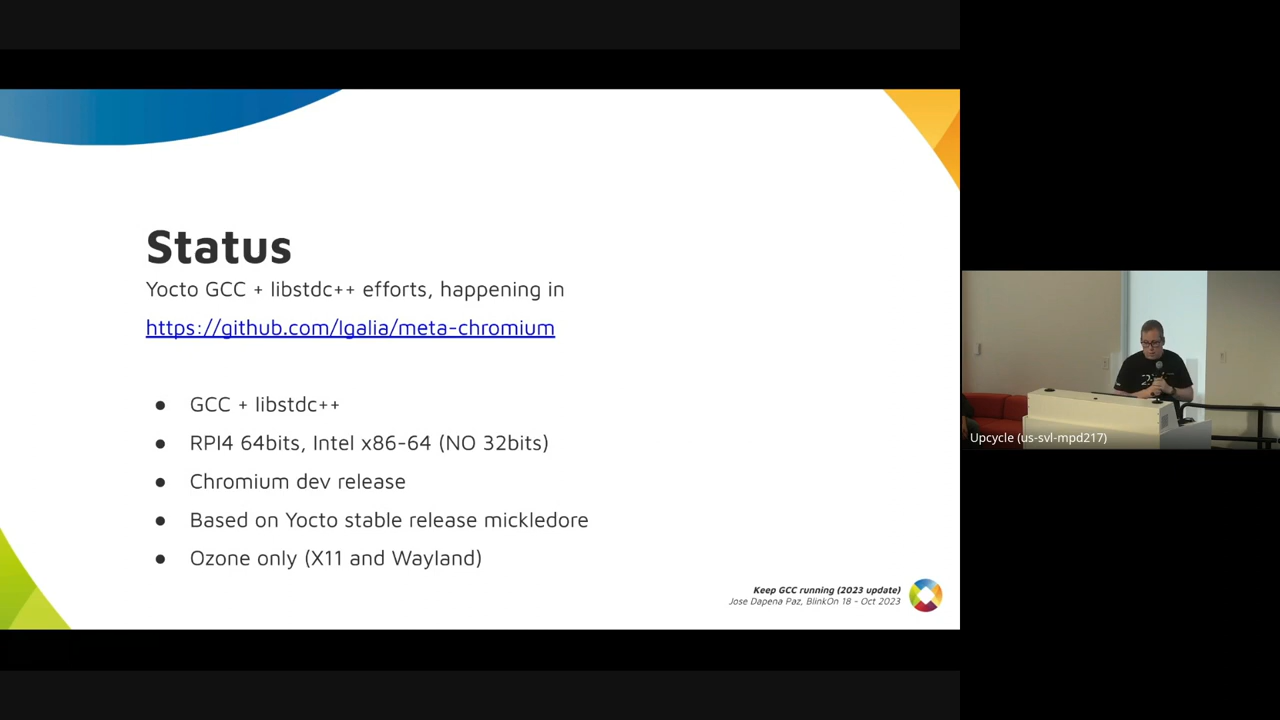 Status
Yocto GCC + libstdc++ efforts, happening in
https://github.com/Igalia/meta-chromium
● GCC + libstdc++
● RPI4 64bits, Intel x86-64 (NO 32bits)
● Chromium dev release
● Based on Yocto stable release mickledore
● Ozone only (X11 and Wayland)
Keep GCC running (2023 update)
Jose Dapena Paz, BlinkOn 18 - Oct 2023
Upcycle (us-svl-mpd217)